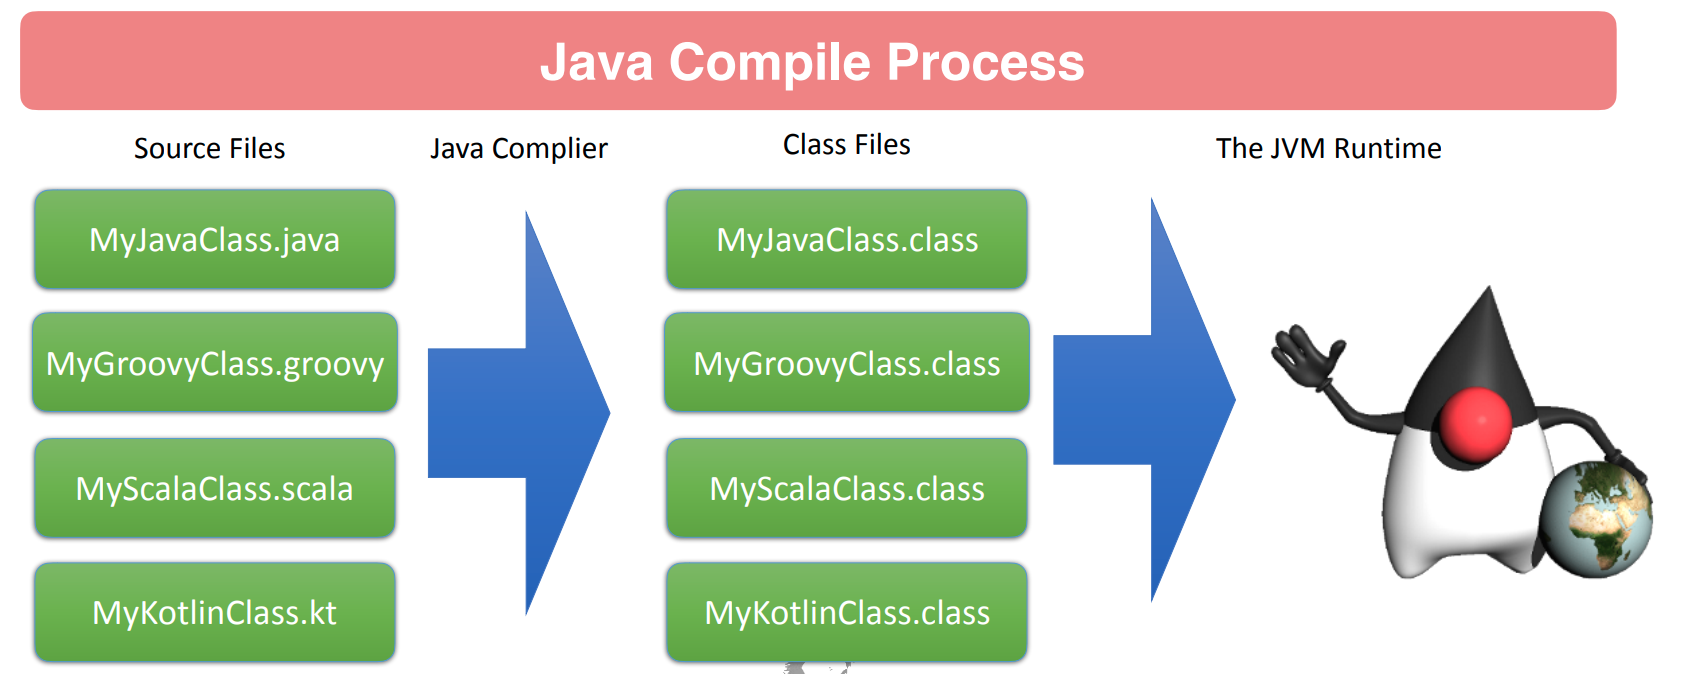 Java Compile Process
Source Files
Java Complier
Class Files
The JVM Runtime
MyJavaClass.java
MyJavaClass.class
MyGroovyClass.groovy
MyGroovyClass.class
MyScalaClass.scala
MyScalaClass.class
MyKotlinClass.kt
MyKotlinClass.class